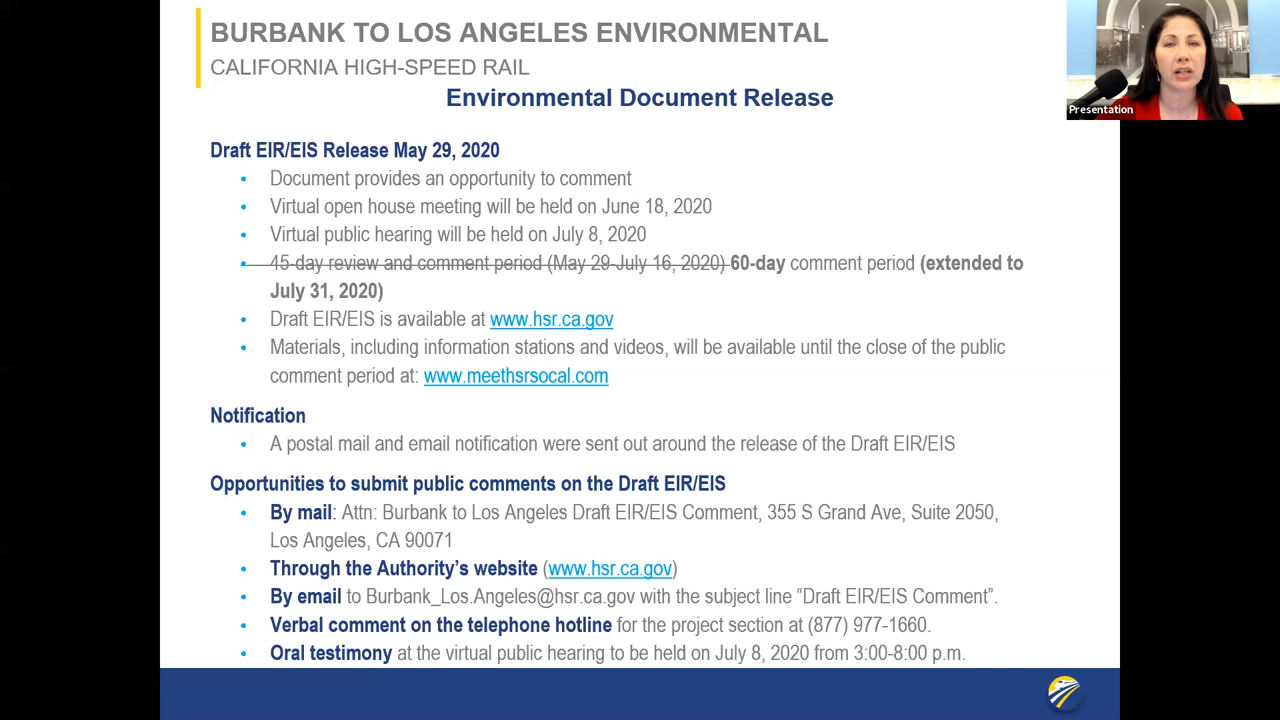 BURBANK TO LOS ANGELES ENVIRONMENTAL
CALIFORNIA HIGH-SPEED RAIL
Environmental Document Release
Presentation
Draft EIR/EIS Release May 29, 2020
• Document provides an opportunity to comment
• Virtual open house meeting will be held on June 18, 2020
• Virtual public hearing will be held on July 8, 2020
• 45-day review and comment period (May 29-July 16, 2020) 60-day comment period (extended to
July 31, 2020)
• Draft EIR/EIS is available at www.hsr.ca.gov
• Materials, including information stations and videos, will be available until the close of the public
comment period at: www.meethsrsocal.com
Notification
• A postal mail and email notification were sent out around the release of the Draft EIR/EIS
Opportunities to submit public comments on the Draft EIR/EIS
• By mail: Attn: Burbank to Los Angeles Draft EIR/EIS Comment, 355 S Grand Ave, Suite 2050,
Los Angeles, CA 90071
• Through the Authority's website (www.hsr.ca.gov)
• By email to Burbank_Los.Angeles@hsr.ca.gov with the subject line “Draft EIR/EIS Comment”.
• Verbal comment on the telephone hotline for the project section at (877) 977-1660.
• Oral testimony at the virtual public hearing to be held on July 8, 2020 from 3:00-8:00 p.m.